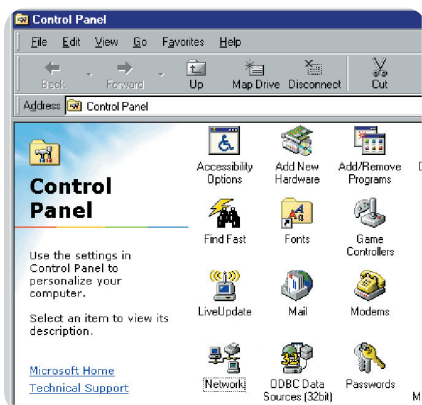 Control Panel
File Edit View Go Favorites Help
Back Forward Up Map Drive Disconnect Cut
Address Control Panel
Control
Panel
Use the settings in
Control Panel to
personalize your
computer.
Select an item to view its
description.
Microsoft Home
Technical Support
Accessibility
Options
Add New
Hardware
Add/Remove
Programs
Find Fast
Fonts
Game
Controllers
LiveUpdate
Mail
Modems
Network
ODBC Data
Sources (32bit)
Passwords